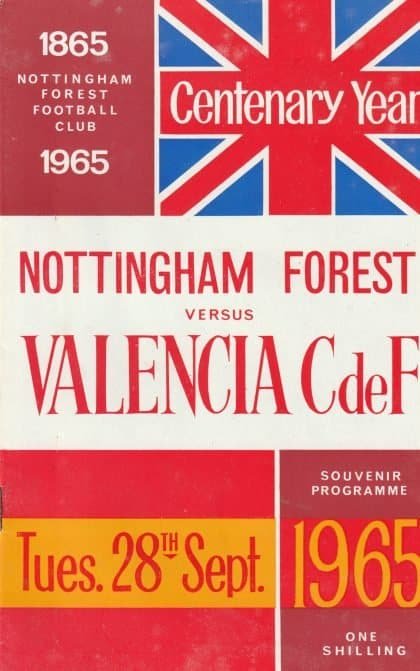 1865
NOTTINGHAM
FOREST
FOOTBALL
CLUB
1965
Centenary Year
NOTTINGHAM FOREST
VERSUS
VALENCIA C de F
Tues. 28TH Sept.
SOUVENIR
PROGRAMME
1965
ONE
SHILLING